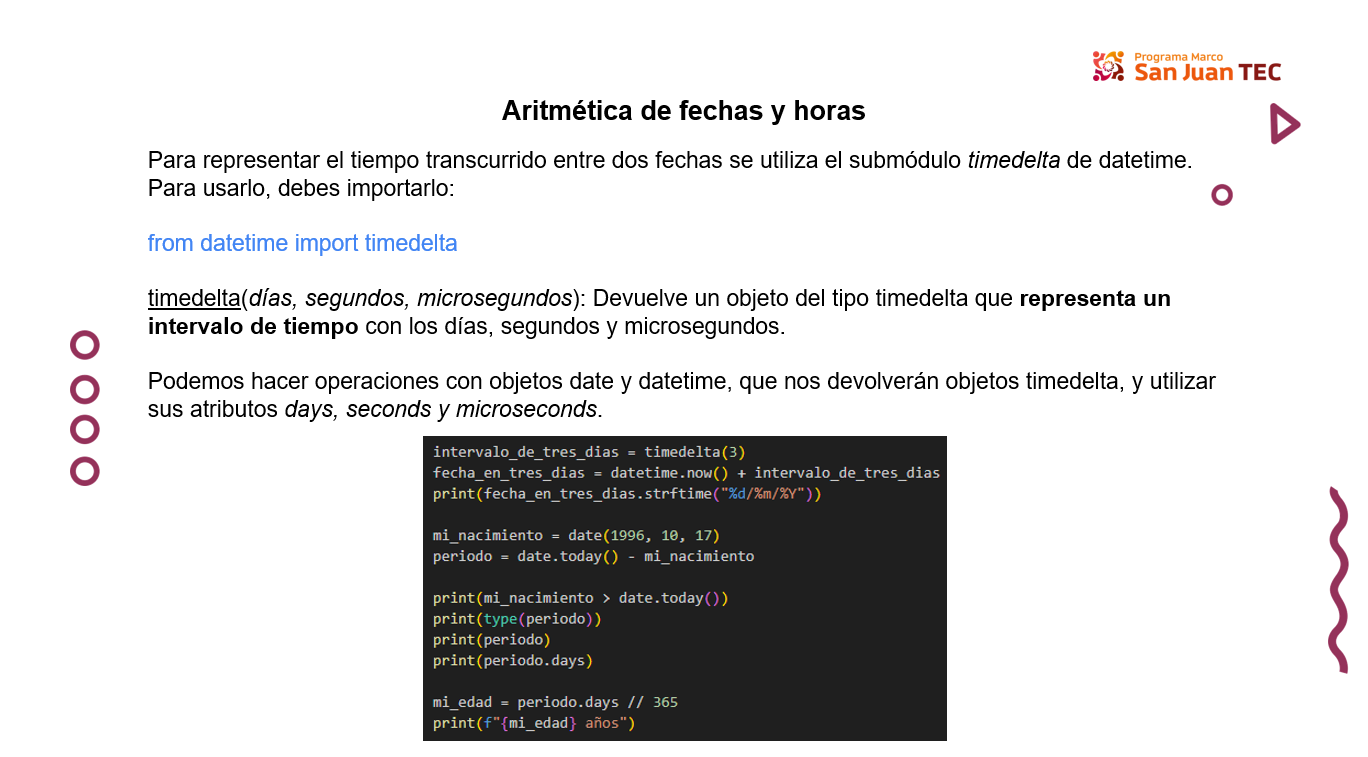 Programa Marco
San Juan TEC
Aritmética de fechas y horas
Para representar el tiempo transcurrido entre dos fechas se utiliza el submódulo timedelta de datetime.
Para usarlo, debes importarlo:
from datetime import timedelta
timedelta(días, segundos, microsegundos): Devuelve un objeto del tipo timedelta que representa un
intervalo de tiempo con los días, segundos y microsegundos.
Podemos hacer operaciones con objetos date y datetime, que nos devolverán objetos timedelta, y utilizar
sus atributos days, seconds y microseconds.
intervalo_de_tres_dias = timedelta(3)
fecha_en_tres_dias = datetime.now() + intervalo_de_tres_dias
print(fecha_en_tres_dias.strftime("%d/%m/%Y"))
mi_nacimiento = date(1996, 10, 17)
periodo = date.today() - mi_nacimiento
print(mi_nacimiento > date.today())
print(type(periodo))
print(periodo)
print(periodo.days)
mi_edad = periodo.days // 365
print(f"{mi_edad} años")